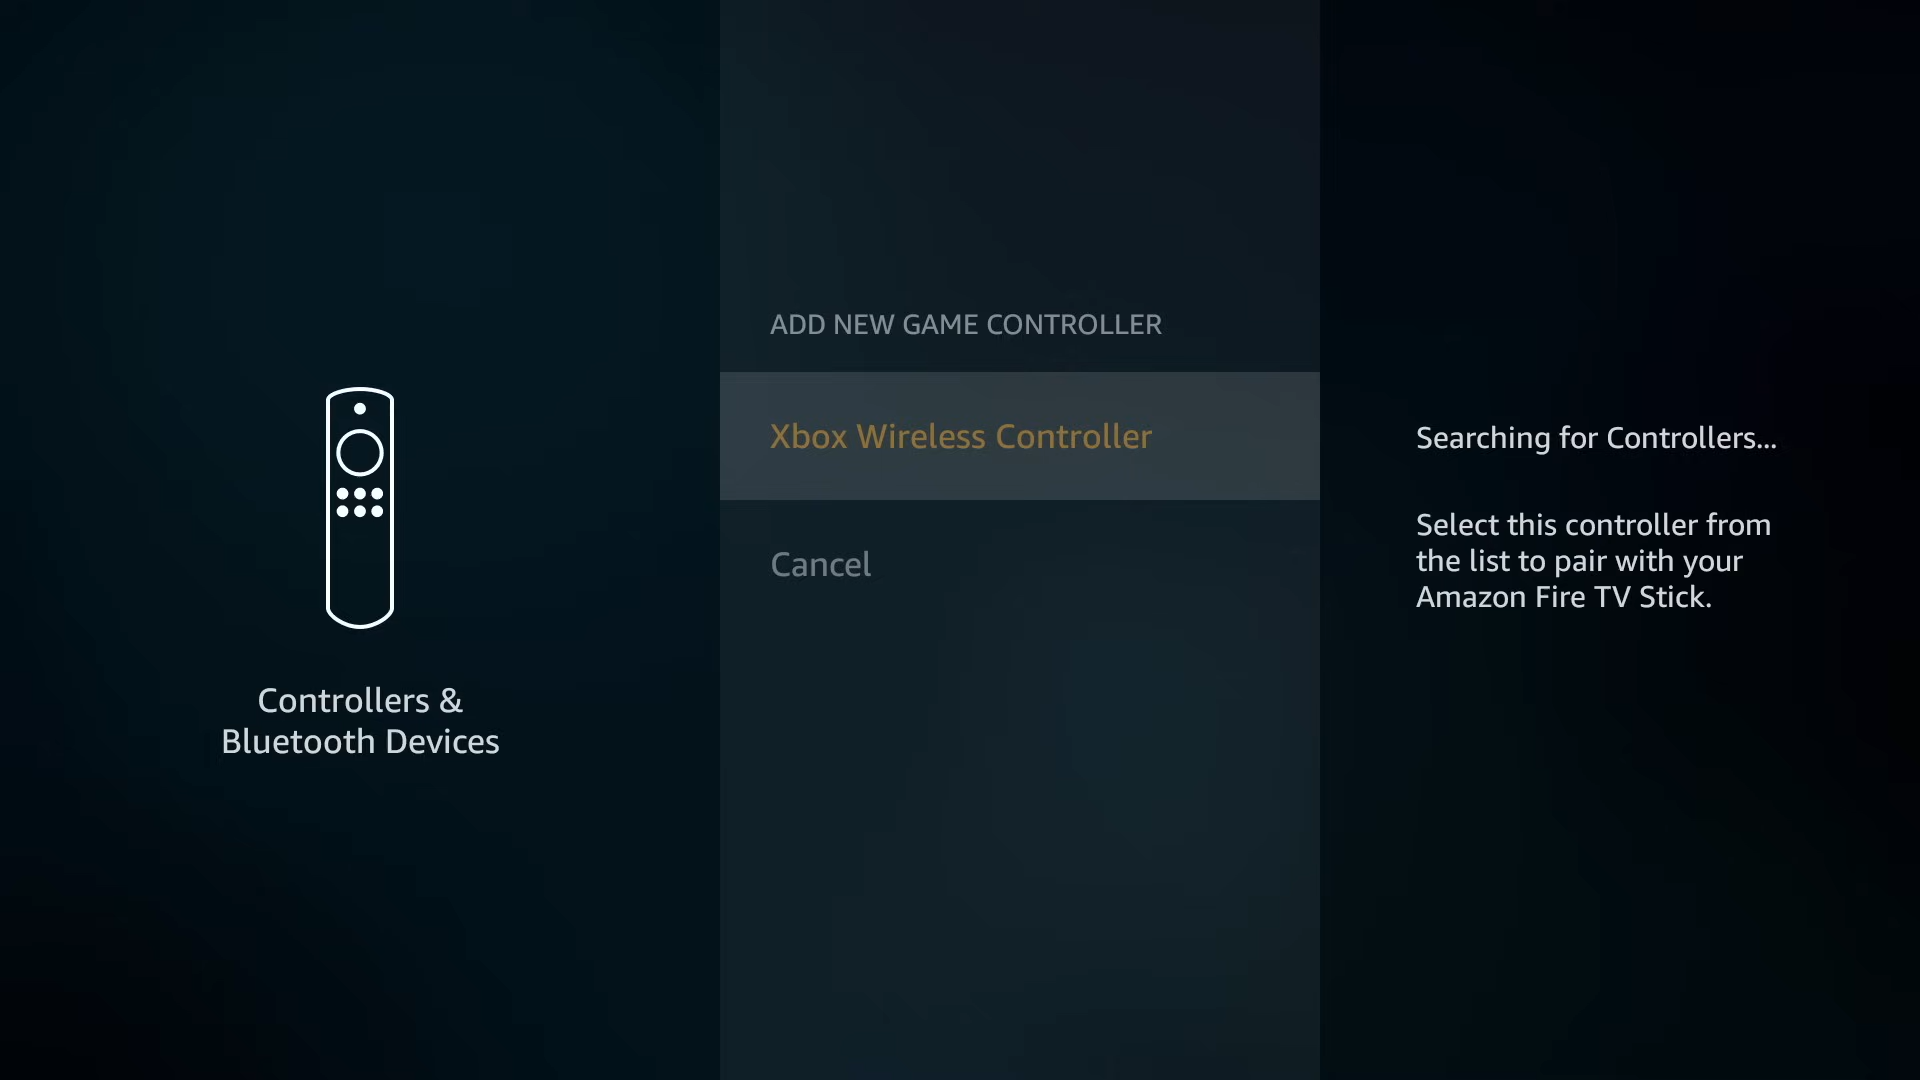 ADD NEW GAME CONTROLLER
Xbox Wireless Controller
Cancel
Controllers &
Bluetooth Devices
Searching for Controllers...
Select this controller from
the list to pair with your
Amazon Fire TV Stick.